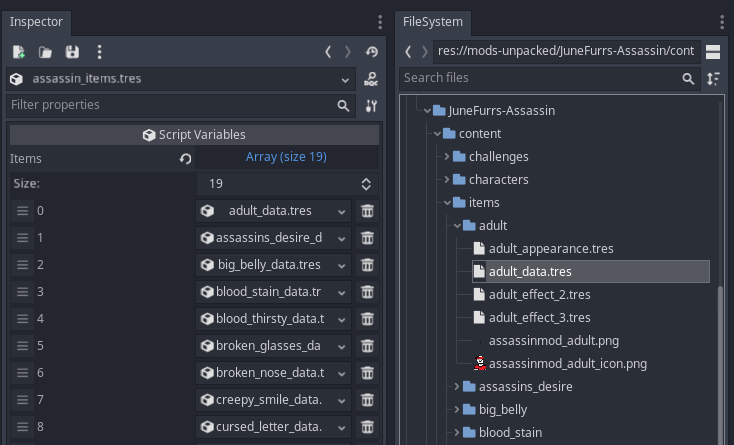 Inspector
assassin_items.tres
Filter properties
Script Variables
Items
Array (size 19)
Size:
19
0
adult_data.tres
1
assassins_desire_d
2
big_belly_data.tres
3
blood_stain_data.tr
4
blood_thirsty_data.t
5
broken_glasses_da
6
broken_nose_data.t
7
creepy_smile_data.
8
cursed_letter_data.
FileSystem
res://mods-unpacked/JuneFurrs-Assassin/cont
Search files
JuneFurrs-Assassin
content
challenges
characters
items
adult
adult_appearance.tres
adult_data.tres
adult_effect_2.tres
adult_effect_3.tres
assassinmod_adult.png
assassinmod_adult_icon.png
assassins_desire
big_belly
blood_stain